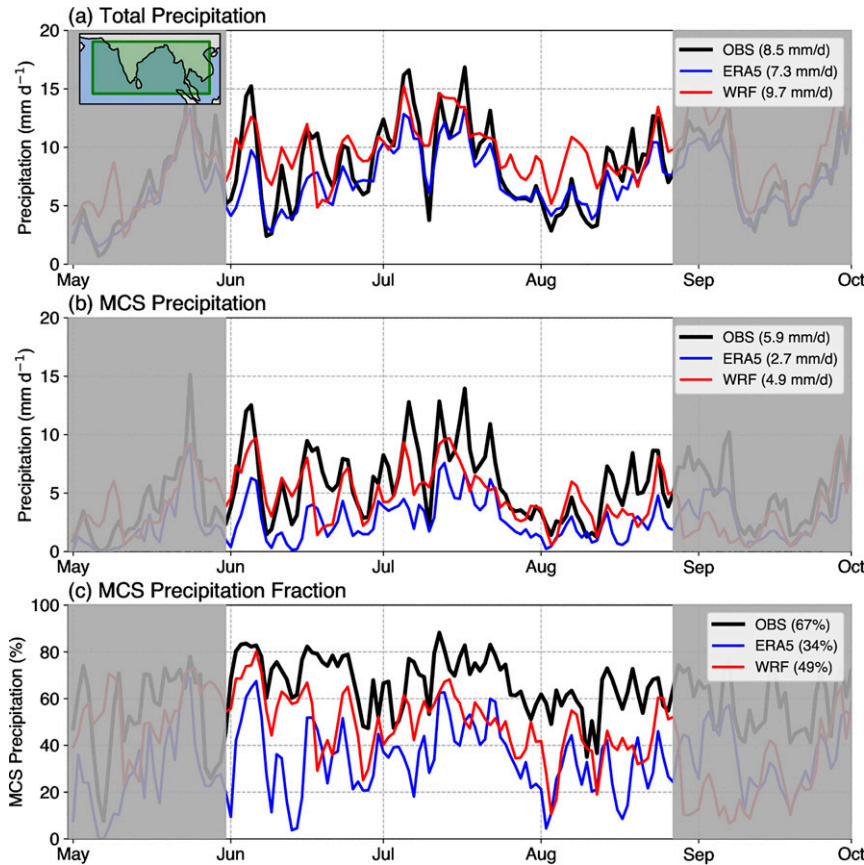 (a) Total Precipitation
Precipitation (mm d⁻¹)
20
15
10
5
0
OBS (8.5 mm/d)
ERA5 (7.3 mm/d)
WRF (9.7 mm/d)
May Jun Jul Aug Sep Oct
(b) MCS Precipitation
Precipitation (mm d⁻¹)
20
15
10
5
0
OBS (5.9 mm/d)
ERA5 (2.7 mm/d)
WRF (4.9 mm/d)
May Jun Jul Aug Sep Oct
(c) MCS Precipitation Fraction
MCS Precipitation (%)
100
80
60
40
20
0
OBS (67%)
ERA5 (34%)
WRF (49%)
May Jun Jul Aug Sep Oct